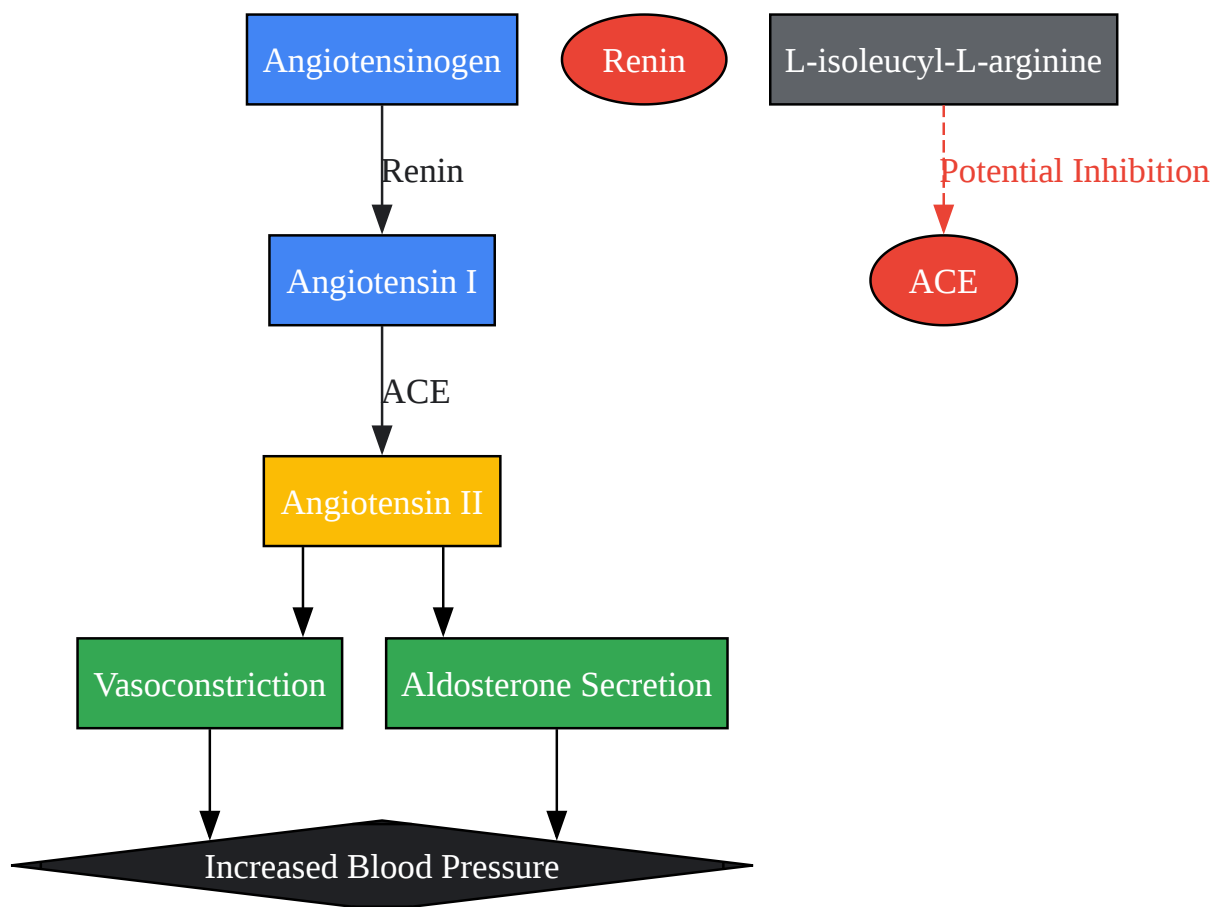 Angiotensinogen
Renin
L-isoleucyl-L-arginine
Renin
Potential Inhibition
Angiotensin I
ACE
ACE
Angiotensin II
Vasoconstriction
Aldosterone Secretion
Increased Blood Pressure